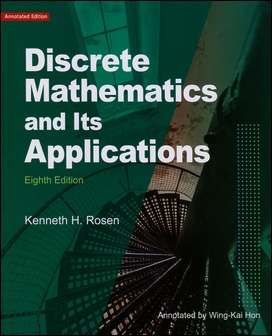 Annotated Edition
Discrete
Mathematics
and Its
Applications
Eighth Edition
Kenneth H. Rosen
Annotated by Wing-Kai Hon